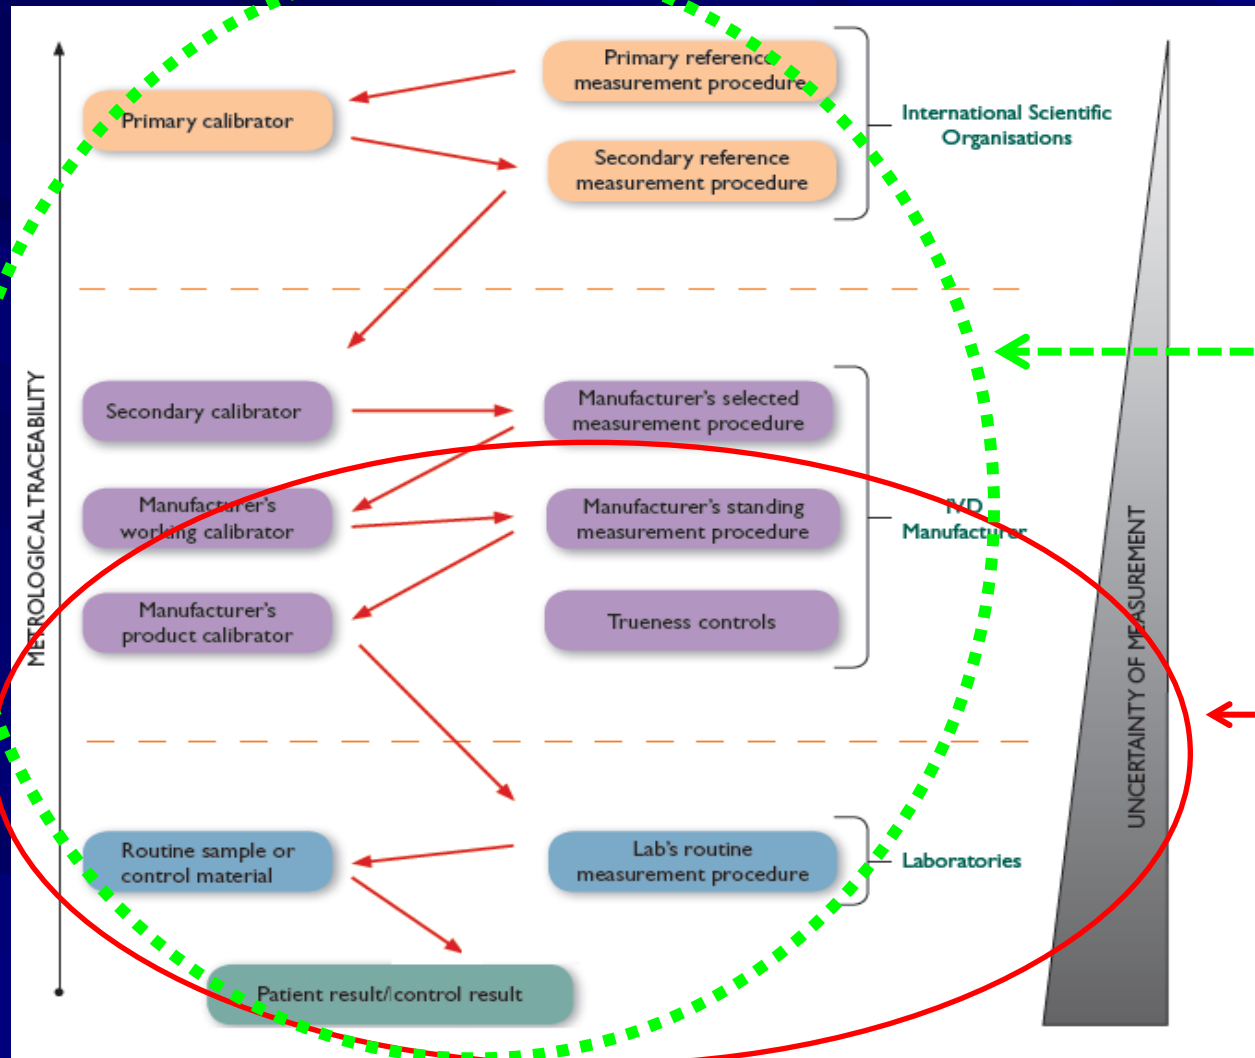 Primary reference
measurement procedure
Primary calibrator
International Scientific
Organisations
Secondary reference
measurement procedure
METROLOGICAL TRACEABILITY
Secondary calibrator
Manufacturer's selected
measurement procedure
Manufacturer's
working calibrator
Manufacturer's standing
measurement procedure
IVD
Manufacturer
Manufacturer's
product calibrator
Trueness controls
UNCERTAINTY OF MEASUREMENT
Routine sample or
control material
Lab's routine
measurement procedure
Laboratories
Patient result/control result